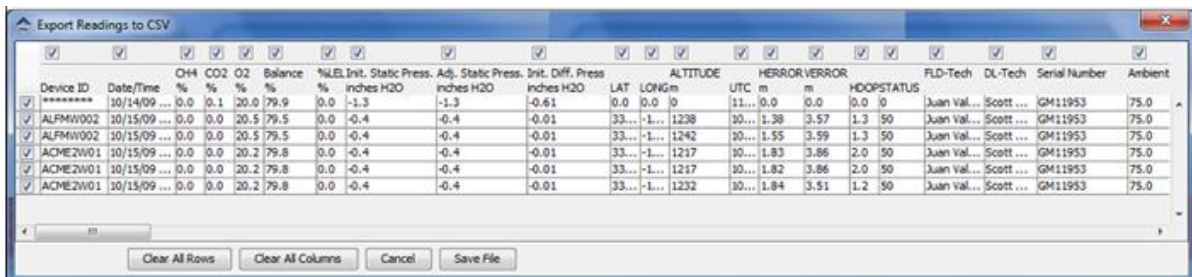 Export Readings to CSV
CH4 CO2 O2 Balance %LEL Init. Static Press. Adj. Static Press. Init. Diff. Press ALTITUDE HERROR VERROR FLD-Tech DL-Tech Serial Number Ambient
Device ID Date/Time % % % % % inches H2O inches H2O inches H2O LAT LONG m UTC m m HDOP STATUS
******** 10/14/09 ... 0.0 0.1 20.0 79.9 0.0 -1.3 -1.3 -0.61 0.0 0.0 0 11... 0.0 0.0 0.0 0 Juan Val... Scott ... GM11953 75.0
ALFMW002 10/15/09 ... 0.0 0.0 20.5 79.5 0.0 -0.4 -0.4 -0.01 33... -1... 1238 10... 1.38 3.57 1.3 50 Juan Val... Scott ... GM11953 75.0
ALFMW002 10/15/09 ... 0.0 0.0 20.5 79.5 0.0 -0.4 -0.4 -0.01 33... -1... 1242 10... 1.55 3.59 1.3 50 Juan Val... Scott ... GM11953 75.0
ACME2W01 10/15/09 ... 0.0 0.0 20.2 79.8 0.0 -0.4 -0.4 -0.01 33... -1... 1217 10... 1.83 3.86 2.0 50 Juan Val... Scott ... GM11953 75.0
ACME2W01 10/15/09 ... 0.0 0.0 20.2 79.8 0.0 -0.4 -0.4 -0.01 33... -1... 1217 10... 1.82 3.86 2.0 50 Juan Val... Scott ... GM11953 75.0
ACME2W01 10/15/09 ... 0.0 0.0 20.2 79.8 0.0 -0.4 -0.4 -0.01 33... -1... 1232 10... 1.84 3.51 1.2 50 Juan Val... Scott ... GM11953 75.0
Clear All Rows Clear All Columns Cancel Save File